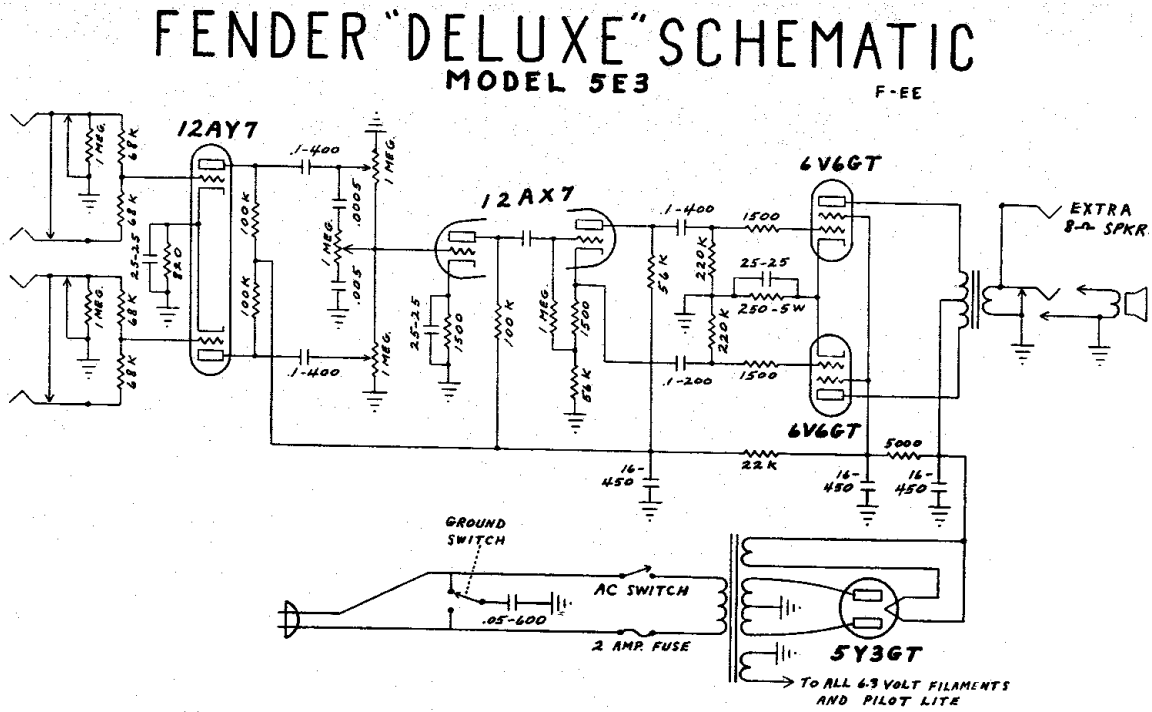 FENDER "DELUXE" SCHEMATIC
MODEL 5E3
F-EE
12AY7
1 MEG.
68K
68K
25-25
820
1 MEG.
68K
68K
100K
100K
.1-400
.1-400
1 MEG.
.0005
1 MEG.
.005
1 MEG.
12AX7
25-25
1500
100K
1 MEG.
1500
56K
56K
.1-400
.1-200
220K
220K
1500
1500
25-25
250-5W
6V6GT
6V6GT
EXTRA
8-Ω SPKR.
22K
5000
16-
450
16-
450
16-
450
GROUND
SWITCH
.05-600
AC SWITCH
2 AMP. FUSE
5Y3GT
TO ALL 6.3 VOLT FILAMENTS
AND PILOT LITE